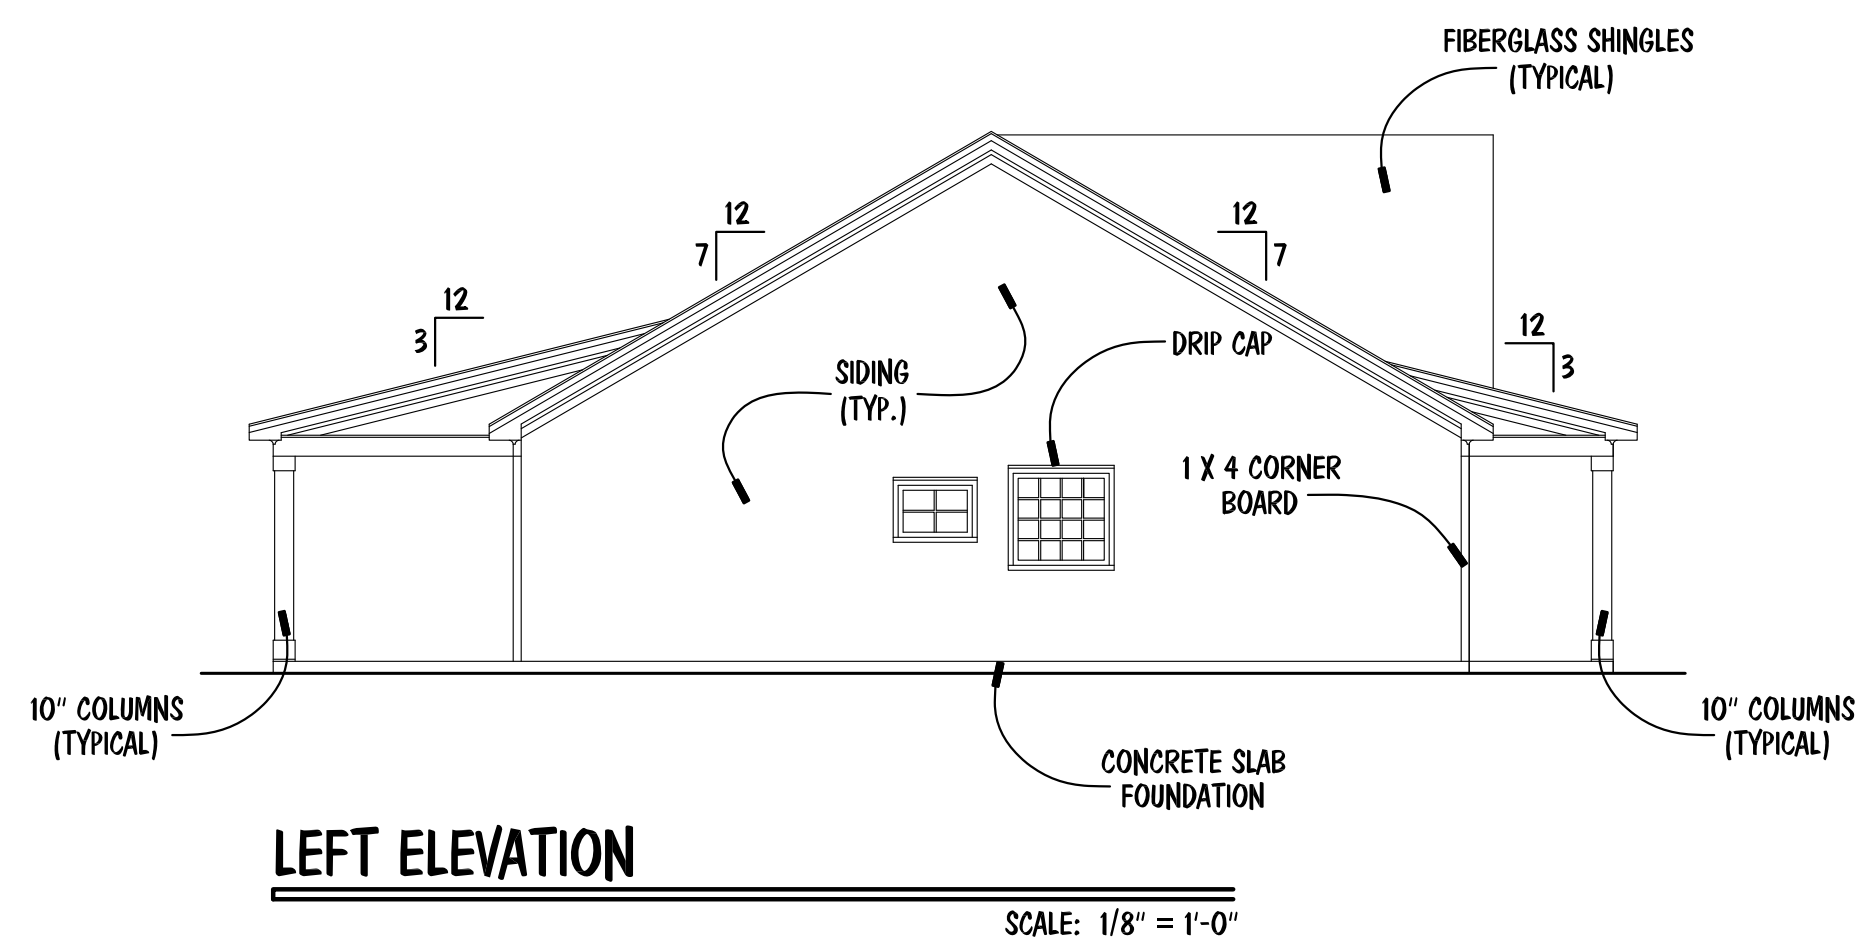 FIBERGLASS SHINGLES
(TYPICAL)
12
7
12
7
12
3
12
3
DRIP CAP
SIDING
(TYP.)
1 X 4 CORNER
BOARD
10" COLUMNS
(TYPICAL)
10" COLUMNS
(TYPICAL)
CONCRETE SLAB
FOUNDATION
LEFT ELEVATION
SCALE: 1/8" = 1'-0"